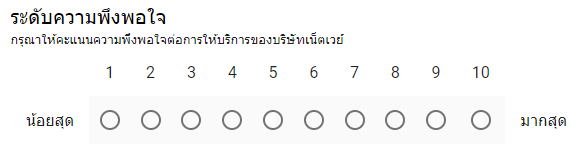 ระดับความพึงพอใจ
กรุณาให้คะแนนความพึงพอใจต่อการให้บริการของบริษัทเน็ตเวย์
1 2 3 4 5 6 7 8 9 10
น้อยสุด มากสุด